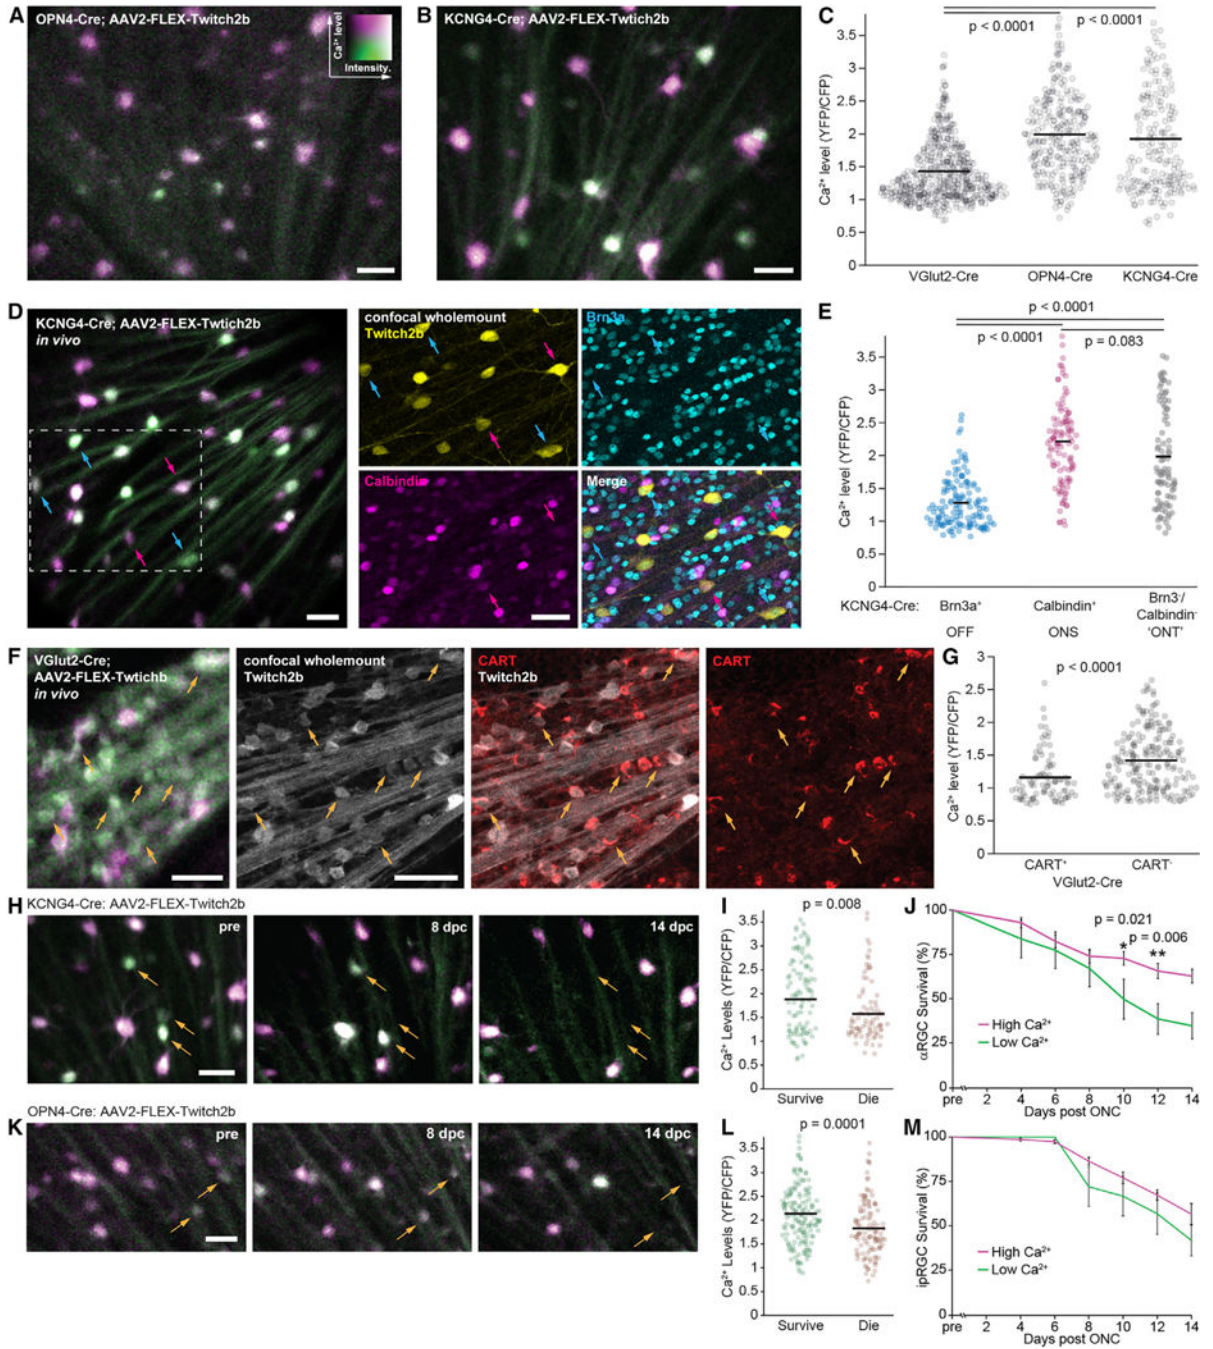 A OPN4-Cre; AAV2-FLEX-Twitch2b
Ca²⁺ level
Intensity.
B KCNG4-Cre; AAV2-FLEX-Twtich2b
C
p < 0.0001 p < 0.0001
Ca²⁺ level (YFP/CFP)
3.5
3
2.5
2
1.5
1
0.5
0
VGlut2-Cre OPN4-Cre KCNG4-Cre
D KCNG4-Cre; AAV2-FLEX-Twtich2b
in vivo
confocal wholemount
Twitch2b
Brn3a
Calbindin
Merge
E
p < 0.0001
p < 0.0001 p = 0.083
Ca²⁺ level (YFP/CFP)
3.5
3
2.5
2
1.5
1
0.5
0
KCNG4-Cre: Brn3a⁺ Calbindin⁺ Brn3⁻/
Calbindin⁻
OFF ONS 'ONT'
F VGlut2-Cre;
AAV2-FLEX-Twtichb
in vivo
confocal wholemount
Twitch2b
CART
Twitch2b
CART
G
p < 0.0001
Ca²⁺ level (YFP/CFP)
3
2.5
2
1.5
1
0.5
0
CART⁺ CART⁻
VGlut2-Cre
H KCNG4-Cre: AAV2-FLEX-Twitch2b
pre
8 dpc
14 dpc
I
p = 0.008
Ca²⁺ Levels (YFP/CFP)
3.5
3
2.5
2
1.5
1
0.5
0
Survive Die
J
p = 0.021
p = 0.006
* **
αRGC Survival (%)
100
75
50
25
0
High Ca²⁺
Low Ca²⁺
pre 2 4 6 8 10 12 14
Days post ONC
OPN4-Cre: AAV2-FLEX-Twitch2b
K
pre
8 dpc
14 dpc
L
p = 0.0001
Ca²⁺ Levels (YFP/CFP)
3.5
3
2.5
2
1.5
1
0.5
0
Survive Die
M
ipRGC Survival (%)
100
75
50
25
0
High Ca²⁺
Low Ca²⁺
pre 2 4 6 8 10 12 14
Days post ONC